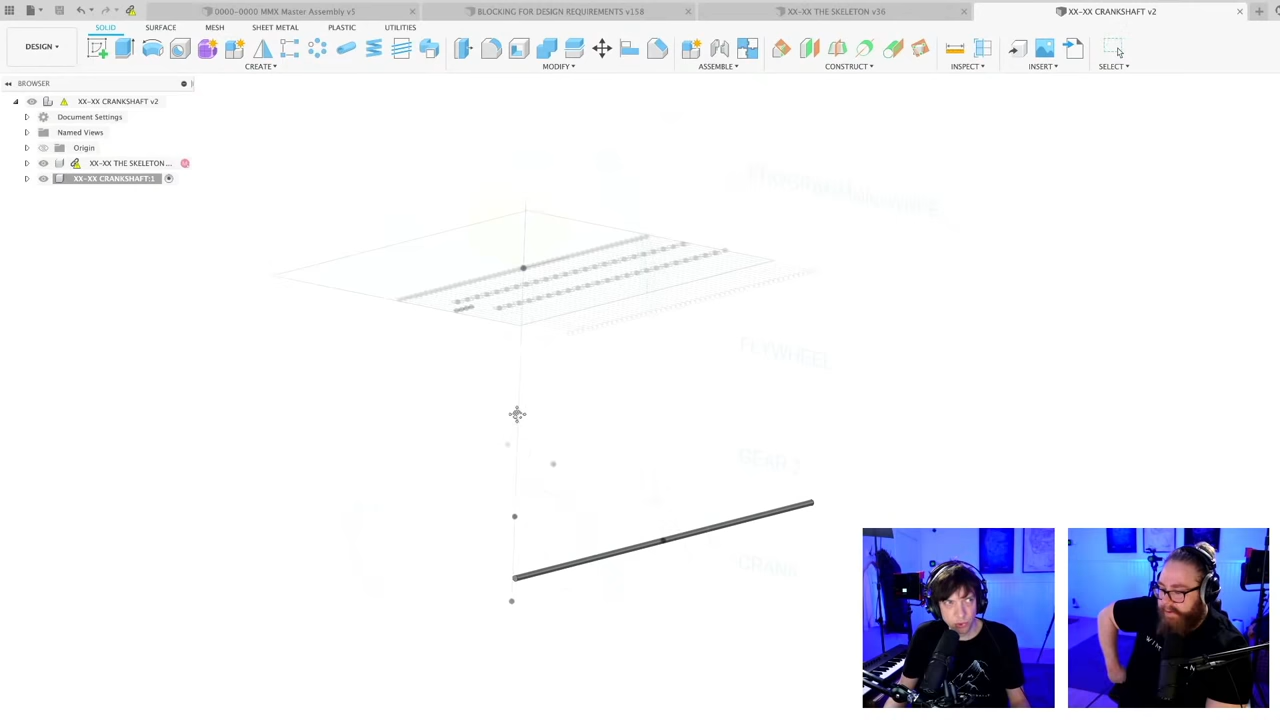 0000-0000 MMX Master Assembly v5
BLOCKING FOR DESIGN REQUIREMENTS v158
XX-XX THE SKELETON v36
XX-XX CRANKSHAFT v2
SOLID SURFACE MESH SHEET METAL PLASTIC UTILITIES
DESIGN
CREATE MODIFY ASSEMBLE CONSTRUCT INSPECT INSERT SELECT
BROWSER
XX-XX CRANKSHAFT v2
Document Settings
Named Views
Origin
XX-XX THE SKELETON ...
XX-XX CRANKSHAFT:1
FLYWHEEL
GEAR
CRANK